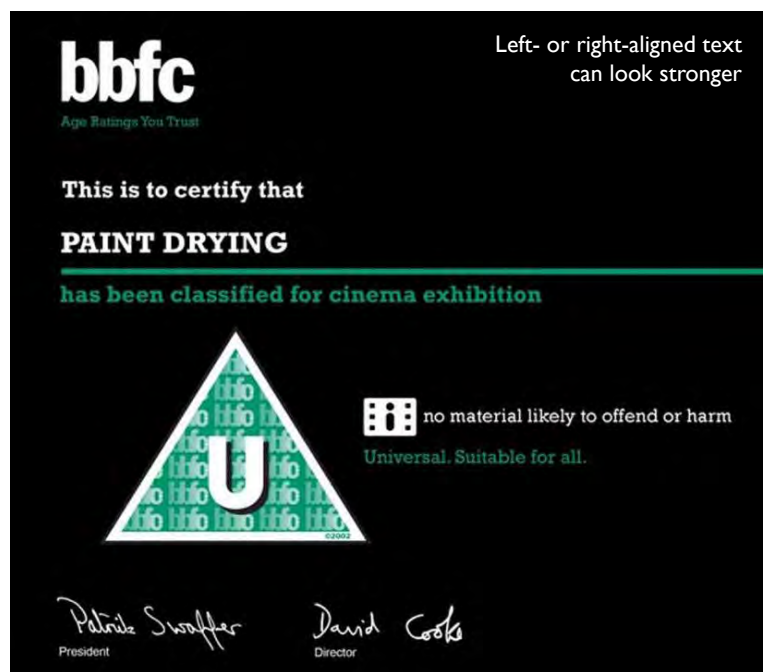 bbfc
Age Ratings You Trust
Left- or right-aligned text
can look stronger
This is to certify that
PAINT DRYING
has been classified for cinema exhibition
U
©2002
no material likely to offend or harm
Universal. Suitable for all.
Patrick Swaffer
David Cooke
President
Director